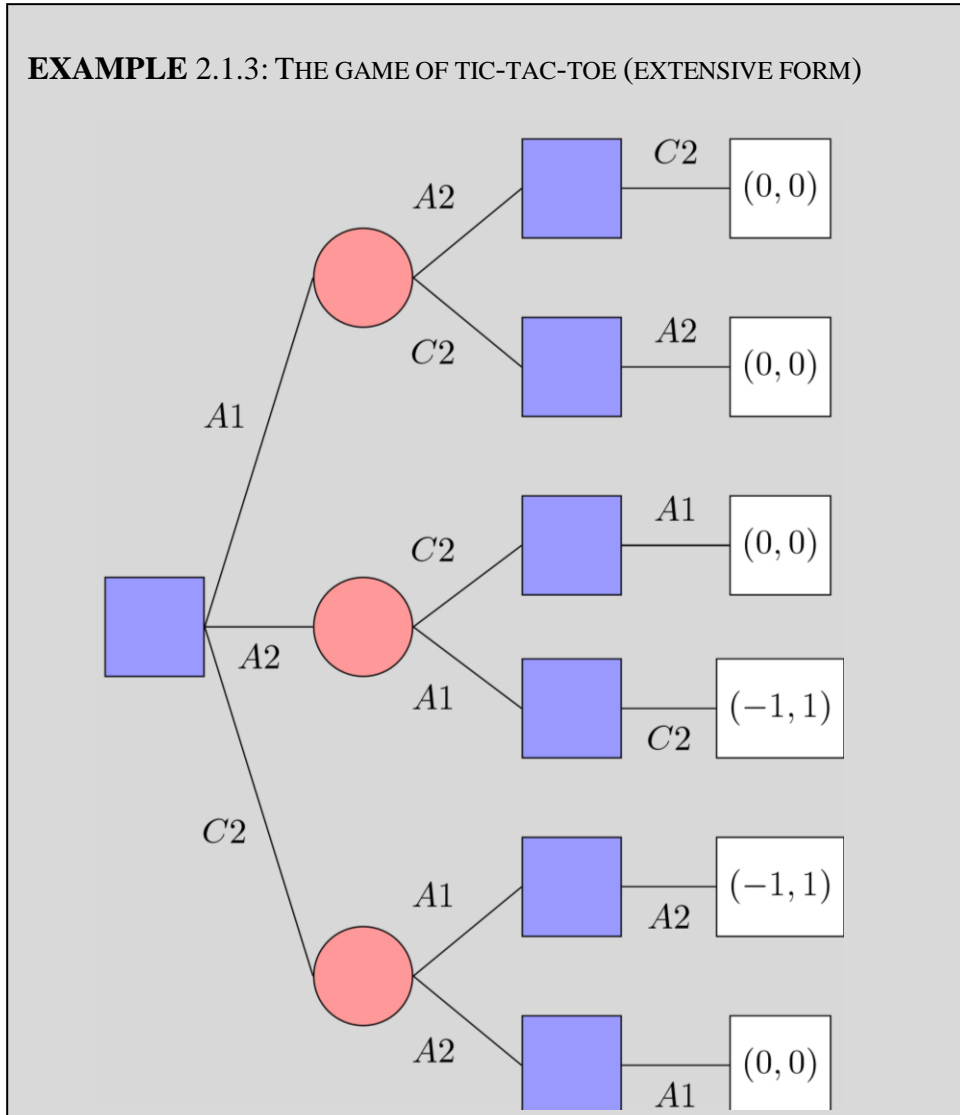 EXAMPLE 2.1.3: THE GAME OF TIC-TAC-TOE (EXTENSIVE FORM)
C2
A2
(0, 0)
C2
A2
(0, 0)
A1
C2
A1
(0, 0)
A2
A1
C2
(−1, 1)
C2
A1
A2
(−1, 1)
A2
A1
(0, 0)